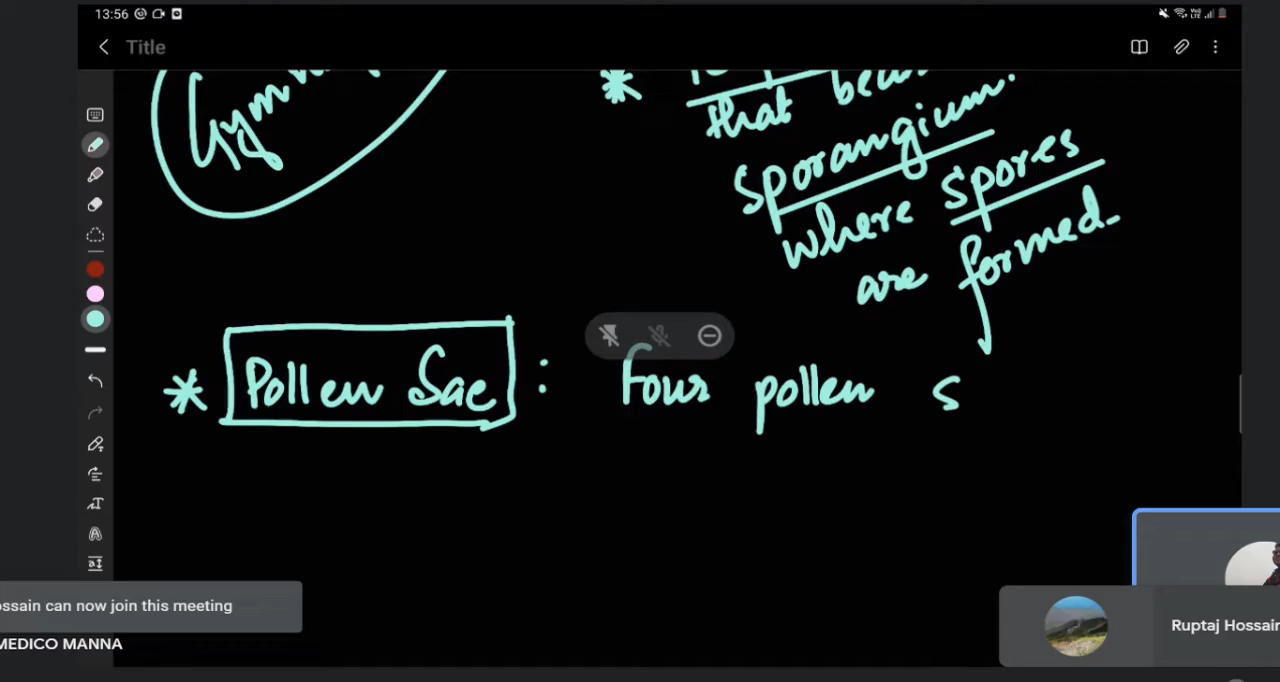 13:56
Title
Gymn
* that bear
sporangium.
where spores
are formed.
* Pollen Sac : Four pollen s
ossain can now join this meeting
MEDICO MANNA
Ruptaj Hossain